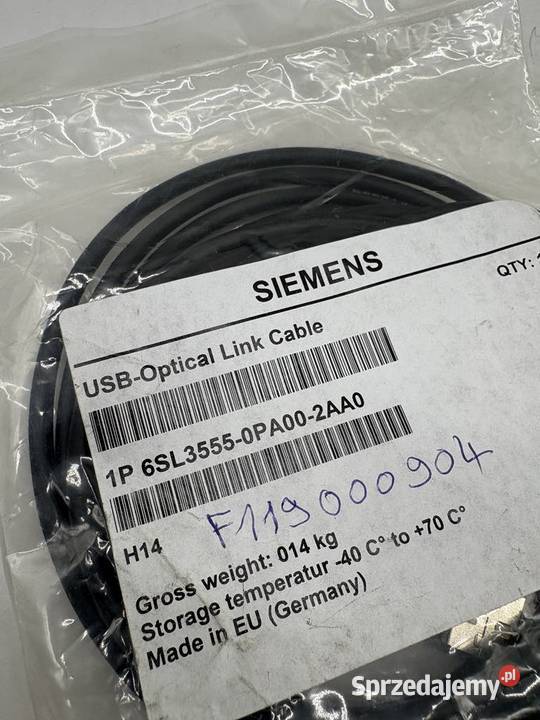 SIEMENS
QTY:
USB-Optical Link Cable
1P 6SL3555-0PA00-2AA0
H14
F119000904
Gross weight: 014 kg
Storage temperatur -40 C° to +70 C°
Made in EU (Germany)
Sprzedajemy.pl